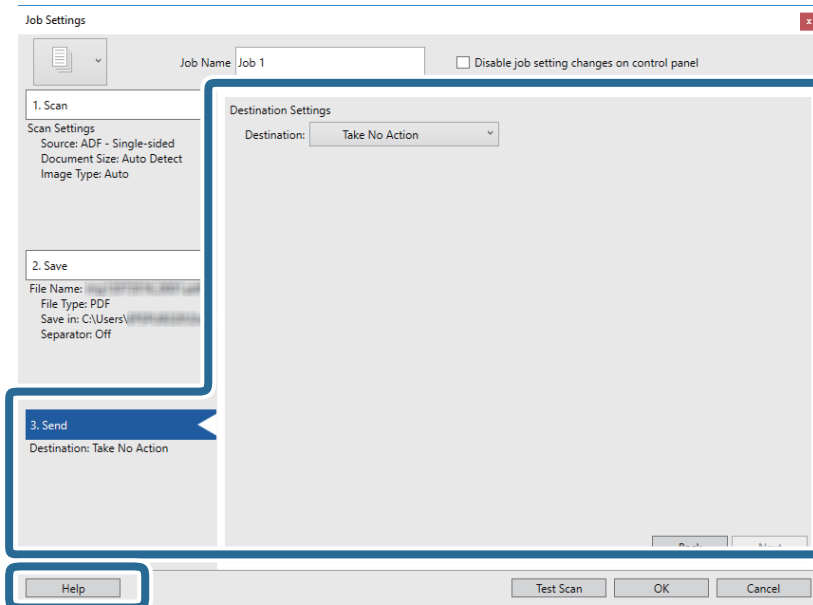 Job Settings
Job Name Job 1
Disable job setting changes on control panel
1. Scan
Scan Settings
Source: ADF - Single-sided
Document Size: Auto Detect
Image Type: Auto
2. Save
File Name:
File Type: PDF
Save in: C:\Users\
Separator: Off
3. Send
Destination: Take No Action
Destination Settings
Destination: Take No Action
Help
Test Scan
OK
Cancel